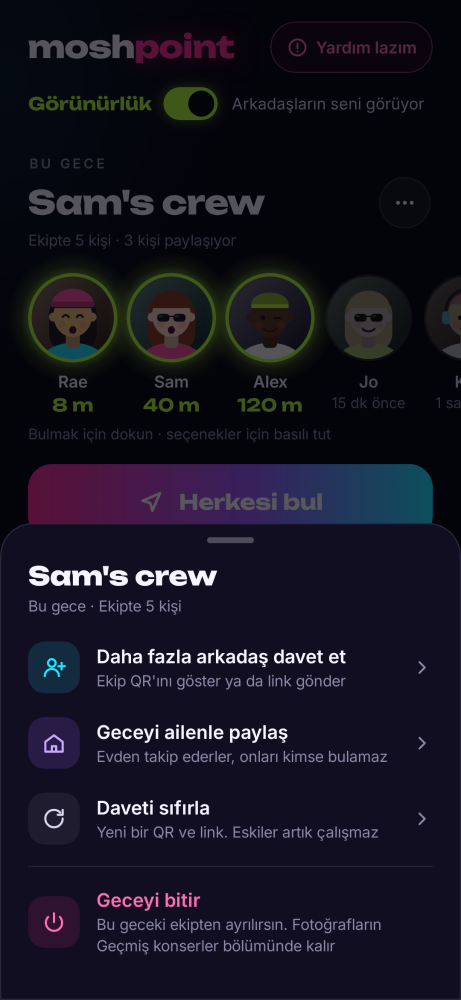 moshpoint
Yardım lazım
Görünürlük
Arkadaşların seni görüyor
BU GECE
Sam's crew
Ekipte 5 kişi · 3 kişi paylaşıyor
Rae
Sam
Alex
Jo
8 m
40 m
120 m
15 dk önce
Bulmak için dokun · seçenekler için basılı tut
Herkesi bul
Sam's crew
Bu gece · Ekipte 5 kişi
Daha fazla arkadaş davet et
Ekip QR'ını göster ya da link gönder
Geceyi ailenle paylaş
Evden takip ederler, onları kimse bulamaz
Daveti sıfırla
Yeni bir QR ve link. Eskiler artık çalışmaz
Geceyi bitir
Bu geceki ekipten ayrılırsın. Fotoğrafların
Geçmiş konserler bölümünde kalır